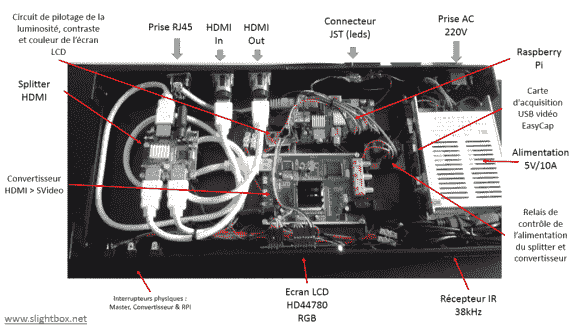 Circuit de pilotage de la
luminosité, contraste
et couleur de l'écran
LCD
Prise RJ45
HDMI
In
HDMI
Out
Connecteur
JST (leds)
Prise AC
220V
Raspberry
Pi
Splitter
HDMI
Carte
d'acquisition
USB vidéo
EasyCap
Alimentation
5V/10A
Convertisseur
HDMI > SVideo
Relais de
contrôle de
l'alimentation
du splitter et
convertisseur
Interrupteurs physiques :
Master, Convertisseur & RPI
Ecran LCD
HD44780
RGB
Récepteur IR
38kHz
www.slightbox.net